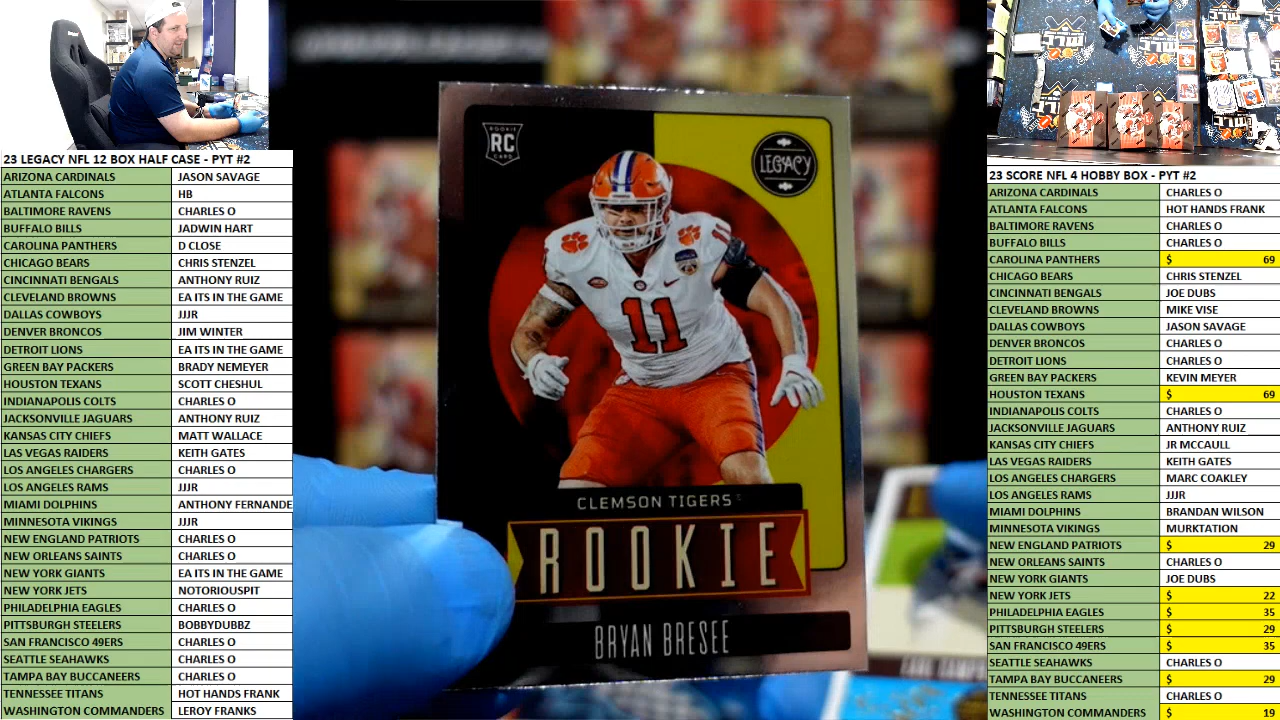 23 LEGACY NFL 12 BOX HALF CASE - PYT #2
ARIZONA CARDINALS JASON SAVAGE
ATLANTA FALCONS HB
BALTIMORE RAVENS CHARLES O
BUFFALO BILLS JADWIN HART
CAROLINA PANTHERS D CLOSE
CHICAGO BEARS CHRIS STENZEL
CINCINNATI BENGALS ANTHONY RUIZ
CLEVELAND BROWNS EA ITS IN THE GAME
DALLAS COWBOYS JJJR
DENVER BRONCOS JIM WINTER
DETROIT LIONS EA ITS IN THE GAME
GREEN BAY PACKERS BRADY NEMEYER
HOUSTON TEXANS SCOTT CHESHUL
INDIANAPOLIS COLTS CHARLES O
JACKSONVILLE JAGUARS ANTHONY RUIZ
KANSAS CITY CHIEFS MATT WALLACE
LAS VEGAS RAIDERS KEITH GATES
LOS ANGELES CHARGERS CHARLES O
LOS ANGELES RAMS JJJR
MIAMI DOLPHINS ANTHONY FERNANDE
MINNESOTA VIKINGS JJJR
NEW ENGLAND PATRIOTS CHARLES O
NEW ORLEANS SAINTS CHARLES O
NEW YORK GIANTS EA ITS IN THE GAME
NEW YORK JETS NOTORIOUSPIT
PHILADELPHIA EAGLES CHARLES O
PITTSBURGH STEELERS BOBBYDUBBZ
SAN FRANCISCO 49ERS CHARLES O
SEATTLE SEAHAWKS CHARLES O
TAMPA BAY BUCCANEERS CHARLES O
TENNESSEE TITANS HOT HANDS FRANK
WASHINGTON COMMANDERS LEROY FRANKS
ROOKIE
RC
CARD
LEGACY
11
11
CLEMSON TIGERS
ROOKIE
BRYAN BRESEE
23 SCORE NFL 4 HOBBY BOX - PYT #2
ARIZONA CARDINALS CHARLES O
ATLANTA FALCONS HOT HANDS FRANK
BALTIMORE RAVENS CHARLES O
BUFFALO BILLS CHARLES O
CAROLINA PANTHERS $ 69
CHICAGO BEARS CHRIS STENZEL
CINCINNATI BENGALS JOE DUBS
CLEVELAND BROWNS MIKE VISE
DALLAS COWBOYS JASON SAVAGE
DENVER BRONCOS CHARLES O
DETROIT LIONS CHARLES O
GREEN BAY PACKERS KEVIN MEYER
HOUSTON TEXANS $ 69
INDIANAPOLIS COLTS CHARLES O
JACKSONVILLE JAGUARS ANTHONY RUIZ
KANSAS CITY CHIEFS JR MCCAULL
LAS VEGAS RAIDERS KEITH GATES
LOS ANGELES CHARGERS MARC COAKLEY
LOS ANGELES RAMS JJJR
MIAMI DOLPHINS BRANDAN WILSON
MINNESOTA VIKINGS MURKTATION
NEW ENGLAND PATRIOTS $ 29
NEW ORLEANS SAINTS CHARLES O
NEW YORK GIANTS JOE DUBS
NEW YORK JETS $ 22
PHILADELPHIA EAGLES $ 35
PITTSBURGH STEELERS $ 29
SAN FRANCISCO 49ERS $ 35
SEATTLE SEAHAWKS CHARLES O
TAMPA BAY BUCCANEERS $ 29
TENNESSEE TITANS CHARLES O
WASHINGTON COMMANDERS $ 19